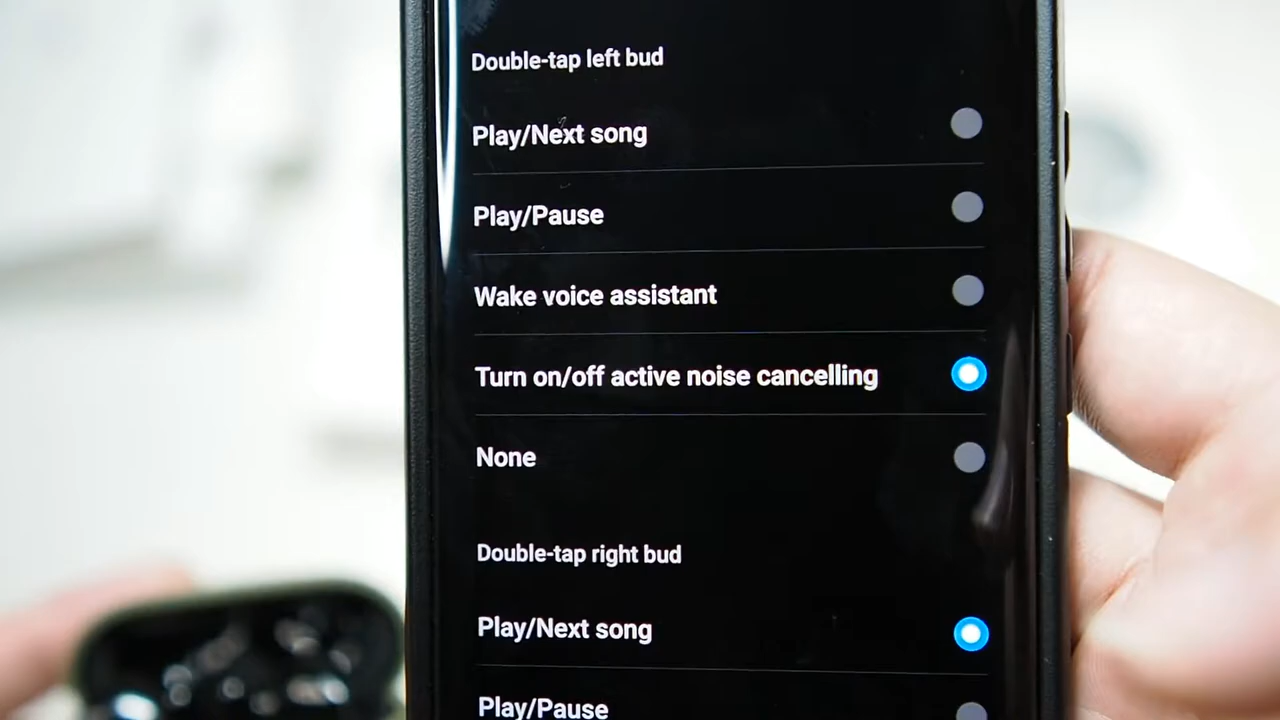 Double-tap left bud
Play/Next song
Play/Pause
Wake voice assistant
Turn on/off active noise cancelling
None
Double-tap right bud
Play/Next song
Play/Pause